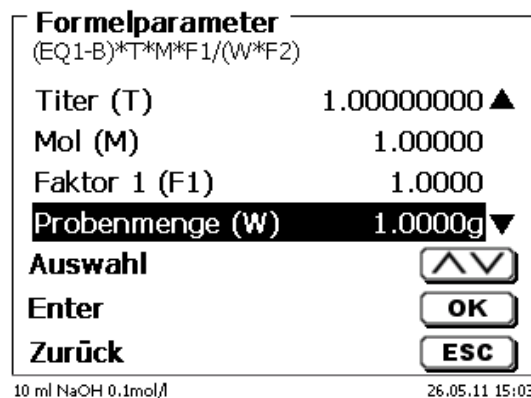 Formelparameter
(EQ1-B)*T*M*F1/(W*F2)
Titer (T) 1.00000000 ▲
Mol (M) 1.00000
Faktor 1 (F1) 1.0000
Probenmenge (W) 1.0000g ▼
Auswahl
Enter OK
Zurück ESC
10 ml NaOH 0.1mol/l 26.05.11 15:03